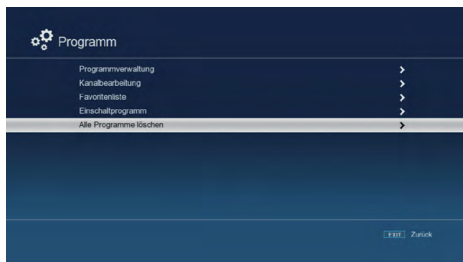 Programm
Programmverwaltung
Kanalbearbeitung
Favoritenliste
Einschaltprogramm
Alle Programme löschen
EXIT Zurück